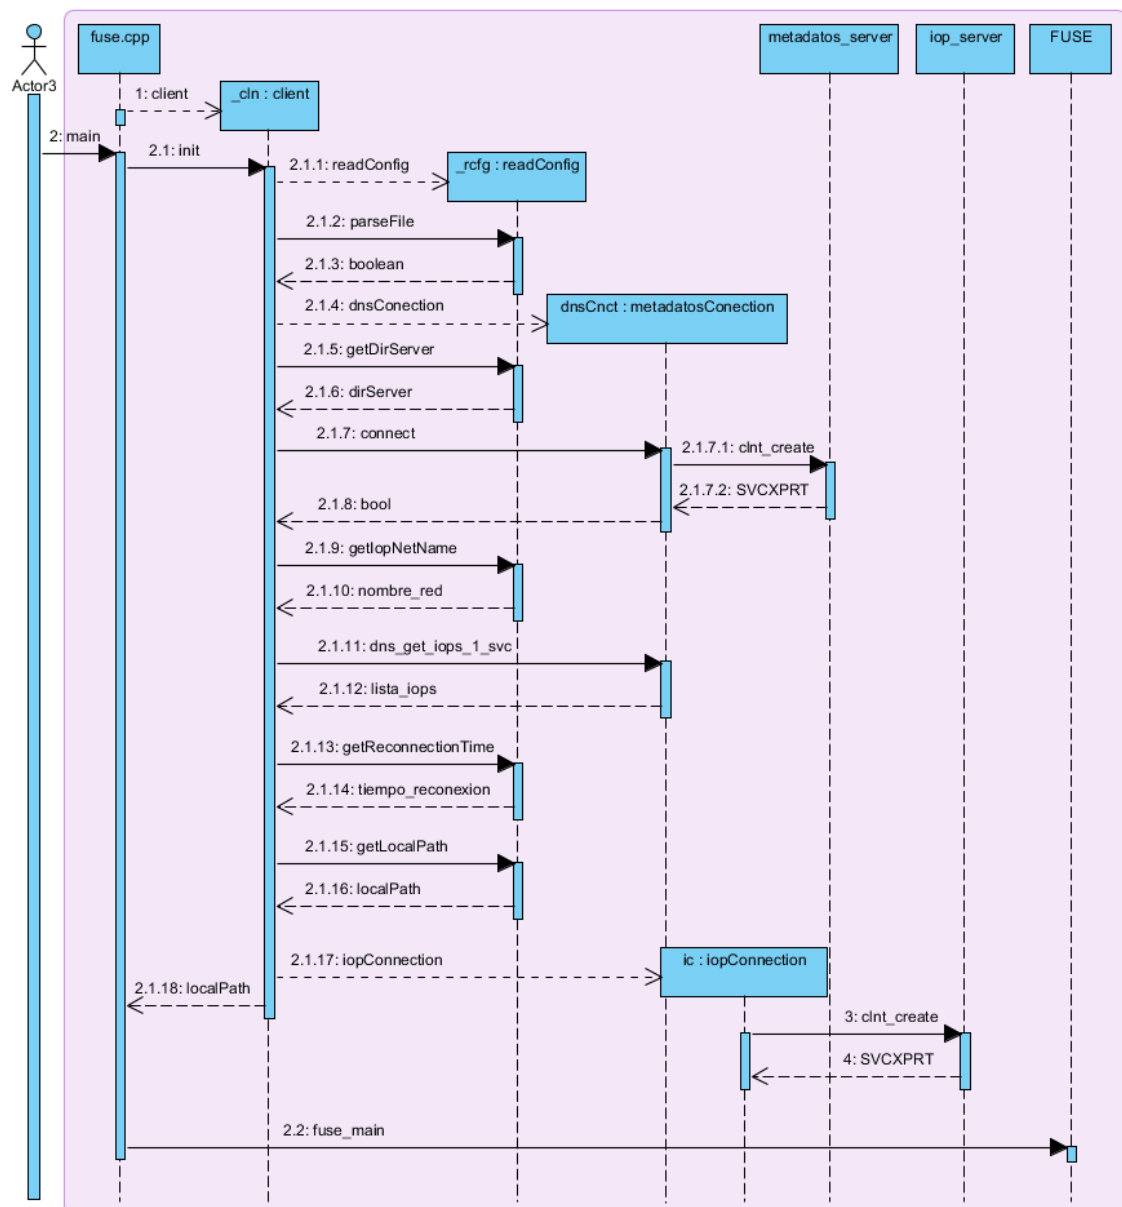 fuse.cpp
metadatos_server
iop_server
FUSE
Actor3
1: client
_cln : client
2: main
2.1: init
2.1.1: readConfig
_rcfg : readConfig
2.1.2: parseFile
2.1.3: boolean
2.1.4: dnsConection
dnsCnct : metadatosConection
2.1.5: getDirServer
2.1.6: dirServer
2.1.7: connect
2.1.7.1: clnt_create
2.1.7.2: SVCXPRT
2.1.8: bool
2.1.9: getIopNetName
2.1.10: nombre_red
2.1.11: dns_get_iops_1_svc
2.1.12: lista_iops
2.1.13: getReconnectionTime
2.1.14: tiempo_reconexion
2.1.15: getLocalPath
2.1.16: localPath
2.1.17: iopConnection
ic : iopConnection
2.1.18: localPath
3: clnt_create
4: SVCXPRT
2.2: fuse_main